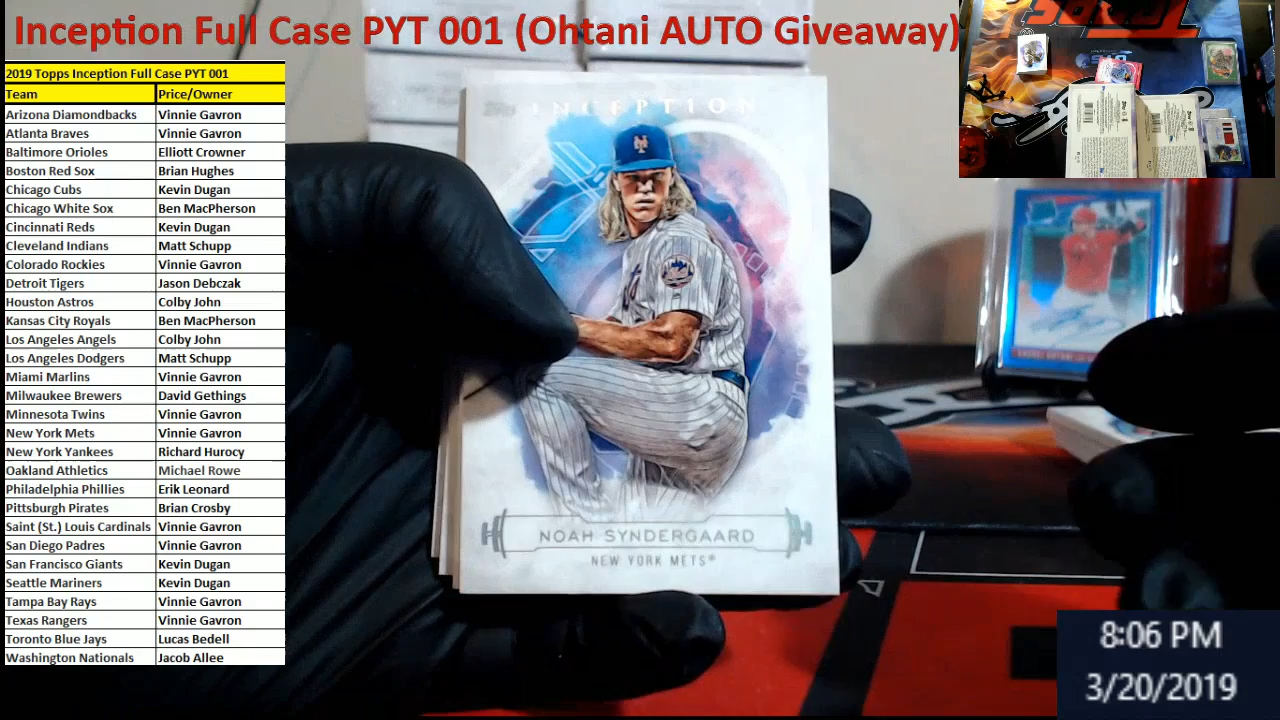 Inception Full Case PYT 001 (Ohtani AUTO Giveaway)
2019 Topps Inception Full Case PYT 001
Team Price/Owner
Arizona Diamondbacks Vinnie Gavron
Atlanta Braves Vinnie Gavron
Baltimore Orioles Elliott Crowner
Boston Red Sox Brian Hughes
Chicago Cubs Kevin Dugan
Chicago White Sox Ben MacPherson
Cincinnati Reds Kevin Dugan
Cleveland Indians Matt Schupp
Colorado Rockies Vinnie Gavron
Detroit Tigers Jason Debczak
Houston Astros Colby John
Kansas City Royals Ben MacPherson
Los Angeles Angels Colby John
Los Angeles Dodgers Matt Schupp
Miami Marlins Vinnie Gavron
Milwaukee Brewers David Gethings
Minnesota Twins Vinnie Gavron
New York Mets Vinnie Gavron
New York Yankees Richard Hurocy
Oakland Athletics Michael Rowe
Philadelphia Phillies Erik Leonard
Pittsburgh Pirates Brian Crosby
Saint (St.) Louis Cardinals Vinnie Gavron
San Diego Padres Vinnie Gavron
San Francisco Giants Kevin Dugan
Seattle Mariners Kevin Dugan
Tampa Bay Rays Vinnie Gavron
Texas Rangers Vinnie Gavron
Toronto Blue Jays Lucas Bedell
Washington Nationals Jacob Allee
INCEPTION
NOAH SYNDERGAARD
NEW YORK METS®
8:06 PM
3/20/2019